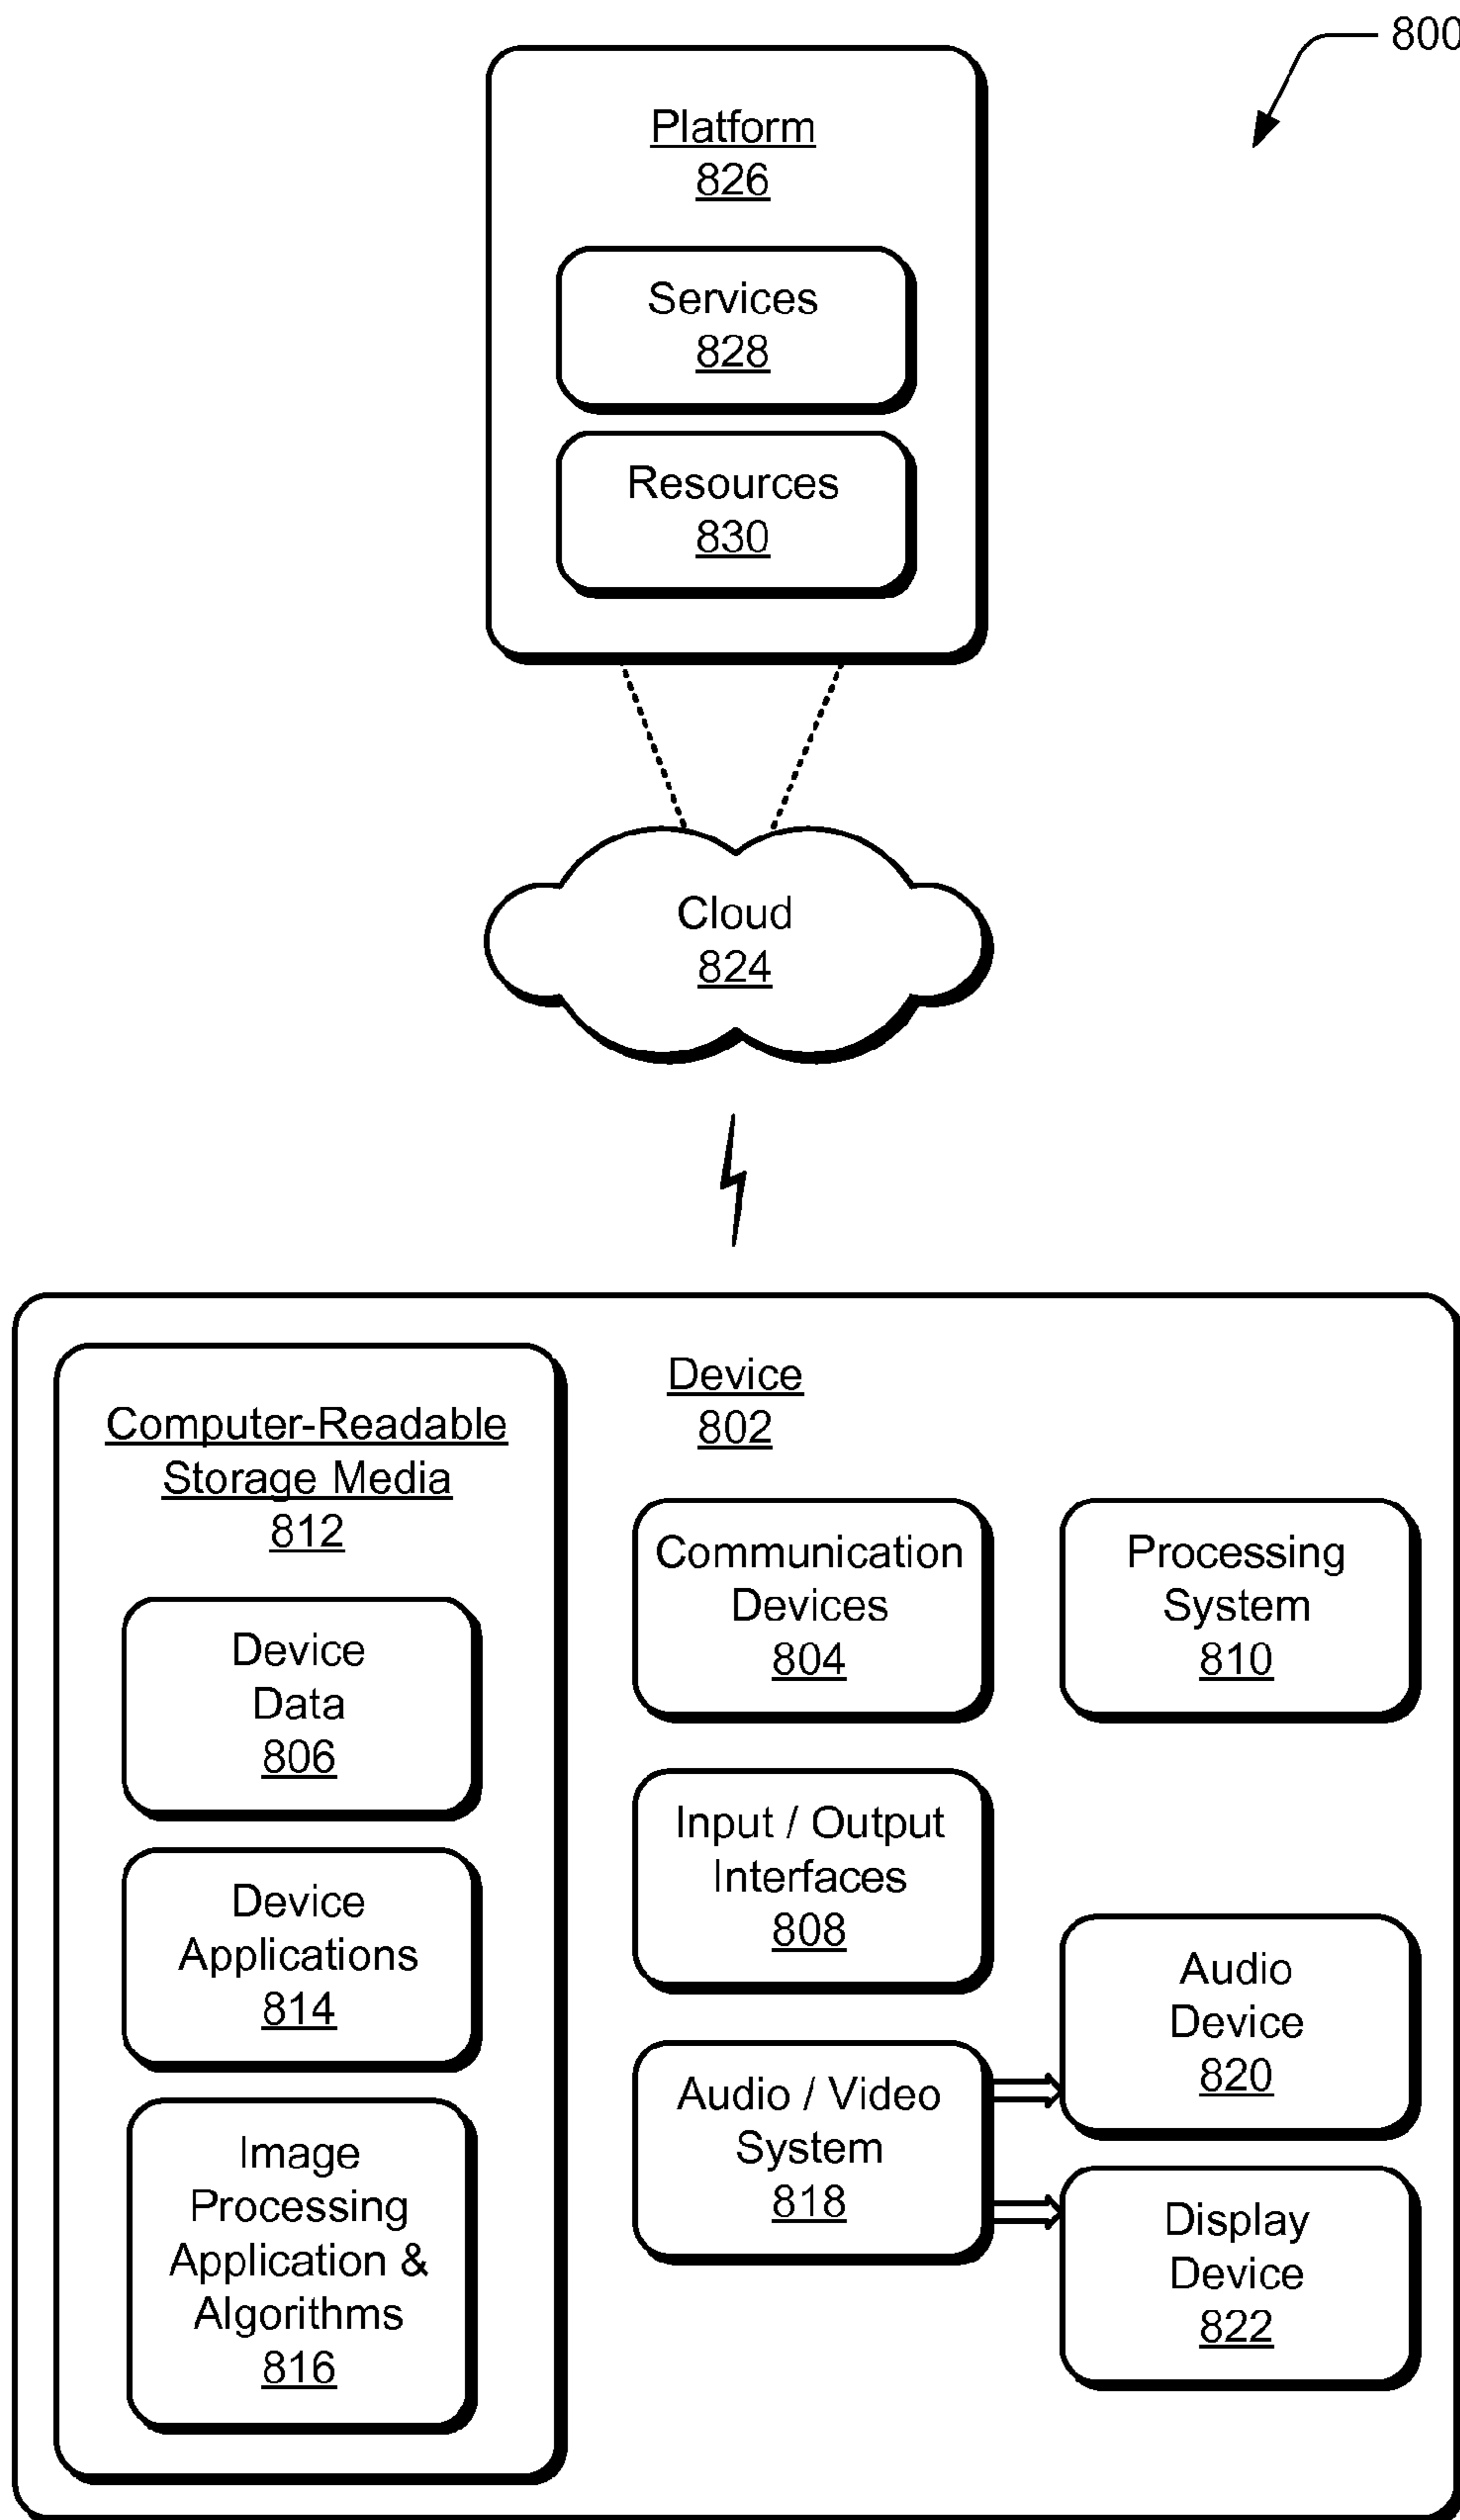 800
Platform
826
Services
828
Resources
830
Cloud
824
Device
802
Computer-Readable
Storage Media
812
Device
Data
806
Device
Applications
814
Image
Processing
Application &
Algorithms
816
Communication
Devices
804
Processing
System
810
Input / Output
Interfaces
808
Audio / Video
System
818
Audio
Device
820
Display
Device
822